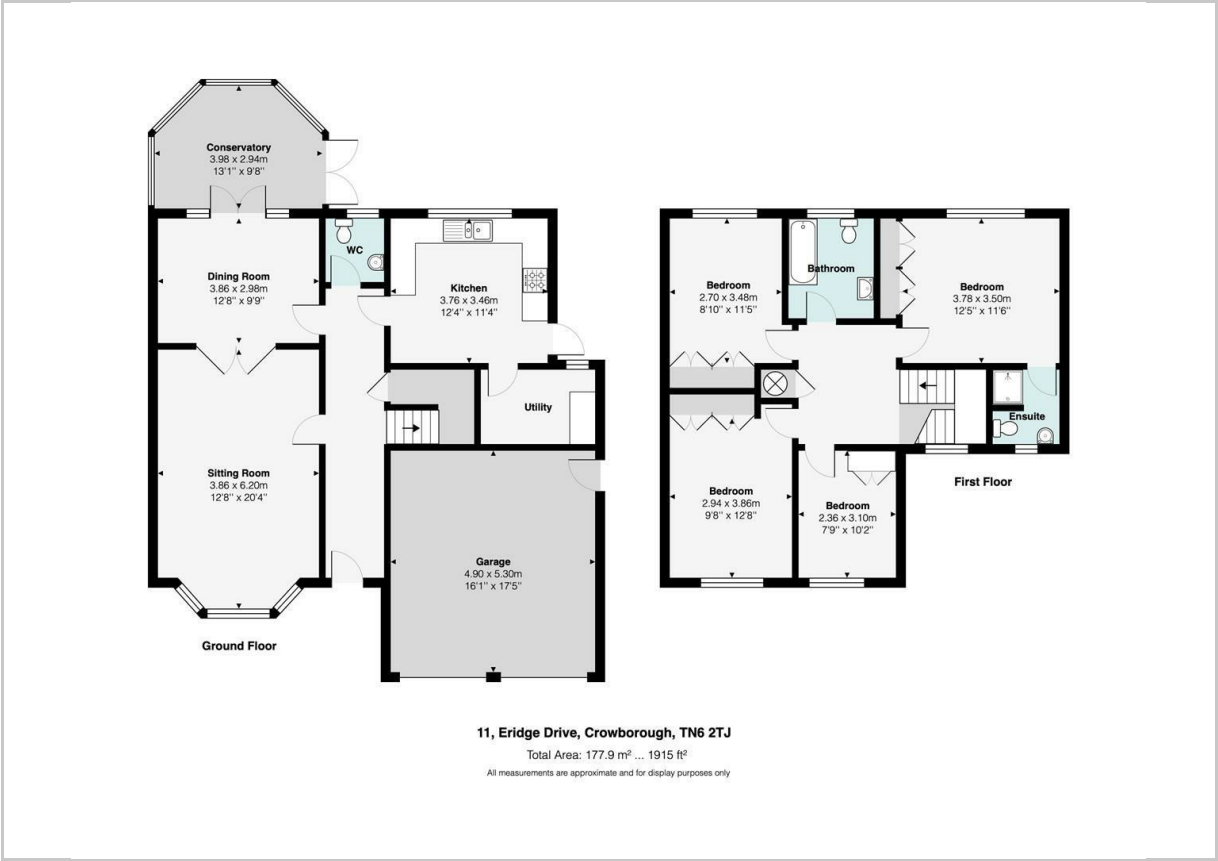 Conservatory
3.98 x 2.94m
13'1'' x 9'8''
Dining Room
3.86 x 2.98m
12'8'' x 9'9''
WC
Kitchen
3.76 x 3.46m
12'4'' x 11'4''
Utility
Sitting Room
3.86 x 6.20m
12'8'' x 20'4''
Garage
4.90 x 5.30m
16'1'' x 17'5''
Ground Floor
Bedroom
2.70 x 3.48m
8'10'' x 11'5''
Bathroom
Bedroom
3.78 x 3.50m
12'5'' x 11'6''
Ensuite
Bedroom
2.94 x 3.86m
9'8'' x 12'8''
Bedroom
2.36 x 3.10m
7'9'' x 10'2''
First Floor
11, Eridge Drive, Crowborough, TN6 2TJ
Total Area: 177.9 m² ... 1915 ft²
All measurements are approximate and for display purposes only